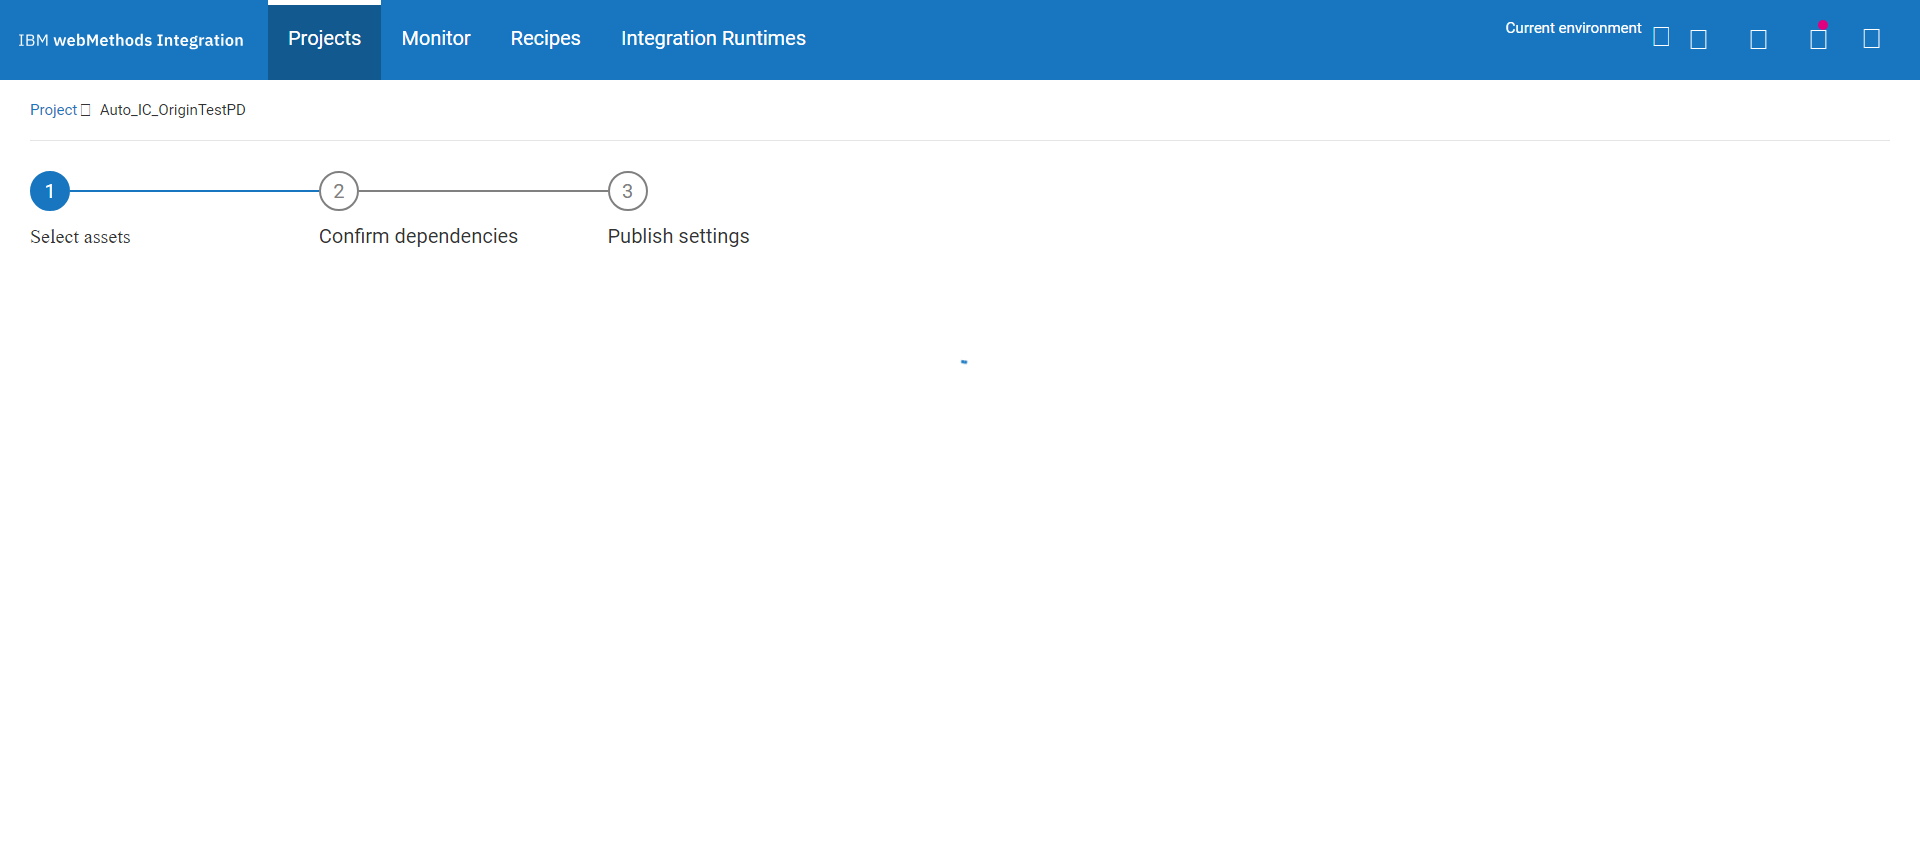 IBM webMethods Integration
Projects
Monitor
Recipes
Integration Runtimes
Current environment
Project
Auto_IC_OriginTestPD
1
2
3
Select assets
Confirm dependencies
Publish settings